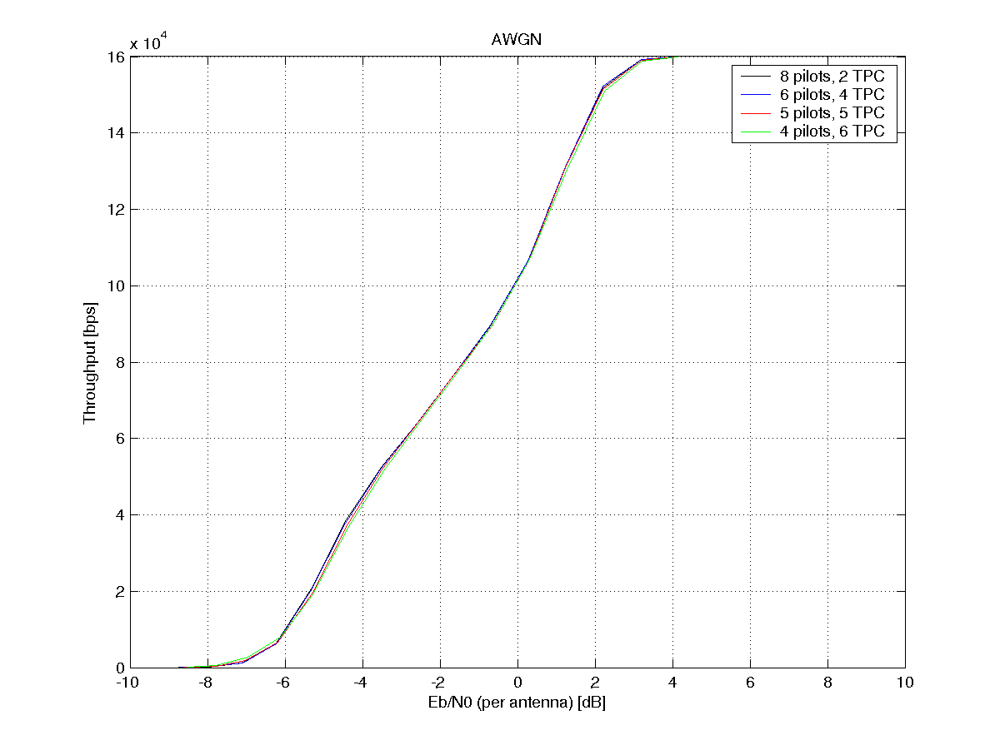 AWGN
x 10^4
16
14
12
10
8
6
4
2
0
-10 -8 -6 -4 -2 0 2 4 6 8 10
Throughput [bps]
Eb/N0 (per antenna) [dB]
8 pilots, 2 TPC
6 pilots, 4 TPC
5 pilots, 5 TPC
4 pilots, 6 TPC